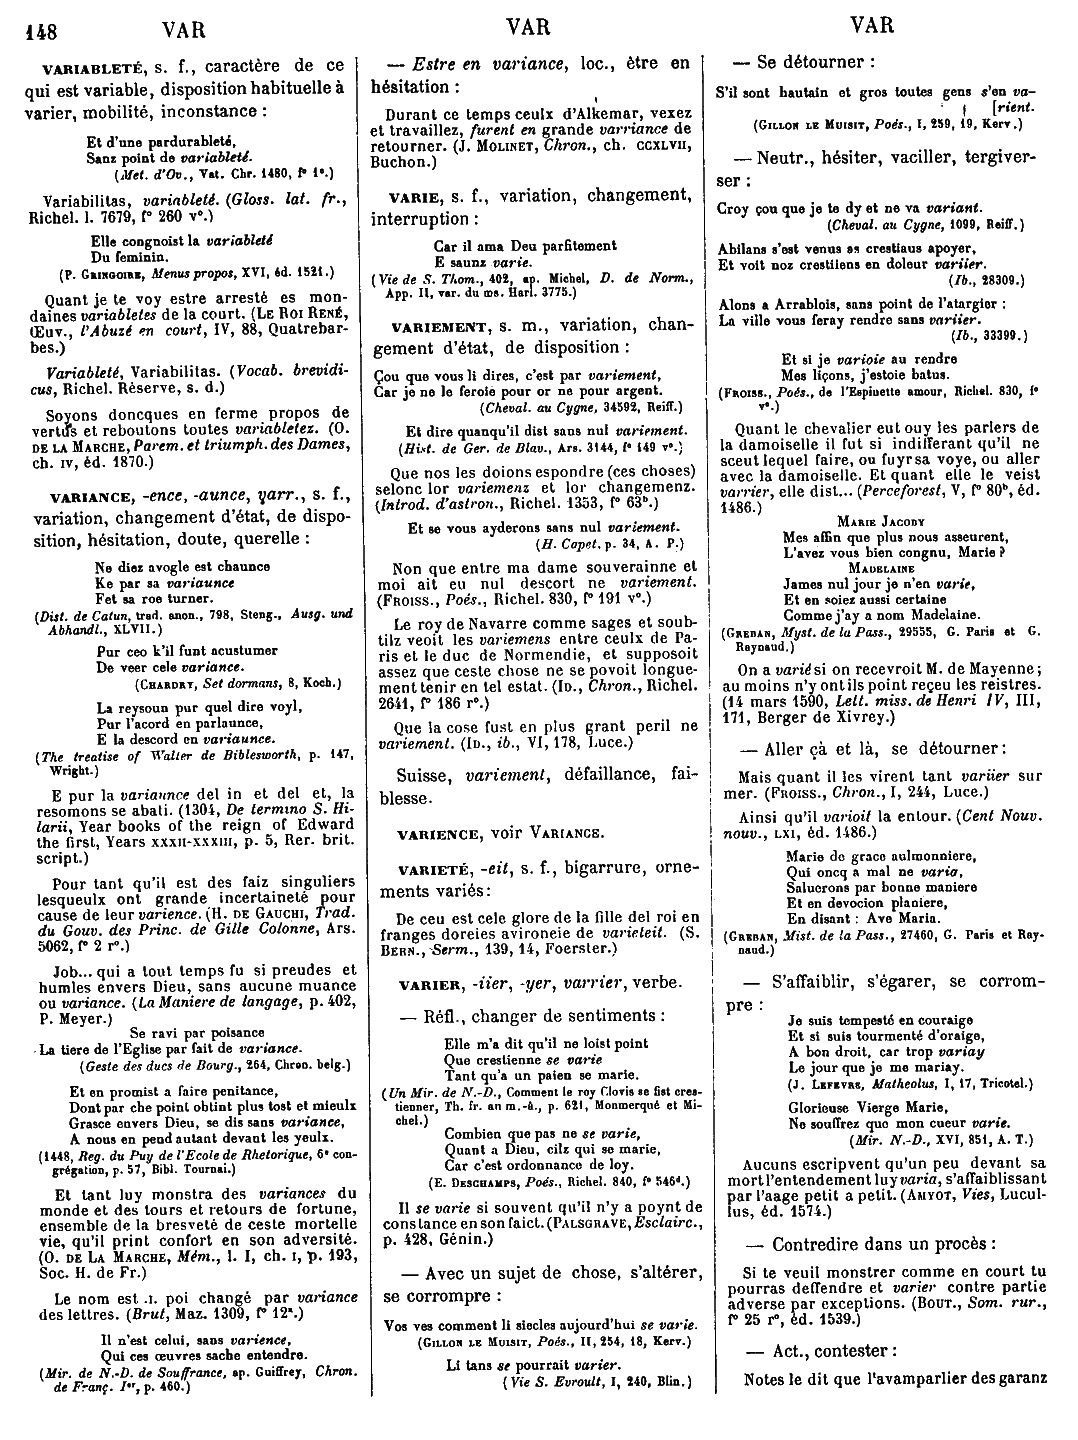 148
VAR
VAR
VAR
VARIABLETÉ, s. f., caractère de ce
qui est variable, disposition habituelle à
varier, mobilité, inconstance :
Et d'une pardurableté,
Sanz point de variableté.
(Met. d'Ov., Vat. Chr. 1480, f° 1ª.)
Variabilitas, variableté. (Gloss. lat. fr.,
Richel. l. 7679, f° 260 v°.)
Elle congnoist la variableté
Du feminin.
(P. GRINGOIRE, Menus propos, XVI, éd. 1521.)
Quant je te voy estre arresté es mon-
daines variabletes de la court. (LE ROI RENÉ,
Œuv., l'Abuzé en court, IV, 88, Quatrebar-
bes.)
Variableté, Variabilitas. (Vocab. brevidi-
cus, Richel. Réserve, s. d.)
Soyons doncques en ferme propos de
vertus et reboutons toutes variabletez. (O.
DE LA MARCHE, Parem. et triumph. des Dames,
ch. IV, éd. 1870.)
VARIANCE, -ence, -aunce, varr., s. f.,
variation, changement d'état, de dispo-
sition, hésitation, doute, querelle :
Ne diez avogle est chaunce
Ke par sa variaunce
Fet sa roe turner.
(Dist. de Catun, trad. anon., 798, Steng., Ausg. und
Abhandl., XLVII.)
Pur ceo k'il funt acustumer
De veer cele variance.
(CHARDRY, Set dormans, 8, Koch.)
La reysoun pur quel dire voyl,
Pur l'acord en parlaunce,
E la descord en variaunce.
(The treatise of Walter de Biblesworth, p. 147,
Wright.)
E pur la variaunce del in et del et, la
resomons se abati. (1304, De termino S. Hi-
larii, Year books of the reign of Edward
the first, Years XXXII-XXXIII, p. 5, Rer. brit.
script.)
Pour tant qu'il est des faiz singuliers
lesqueulx ont grande incertaineté pour
cause de leur varience. (H. DE GAUCHI, Trad.
du Gouv. des Princ. de Gille Colonne, Ars.
5062, f° 2 r°.)
Job... qui a tout temps fu si preudes et
humles envers Dieu, sans aucune muance
ou variance. (La Maniere de langage, p. 402,
P. Meyer.)
Se ravi par poisance
La tiere de l'Eglise par fait de variance.
(Geste des ducs de Bourg., 264, Chron. belg.)
Et en promist a faire penitance,
Dont par che point obtint plus tost et mieulx
Grasce envers Dieu, se dis sans variance,
A nous en pend autant devant les yeulx.
(1448, Reg. du Puy de l'Ecole de Rhetorique, 6° con-
grégation, p. 57, Bibl. Tournai.)
Et tant luy monstra des variances du
monde et des tours et retours de fortune,
ensemble de la bresveté de ceste mortelle
vie, qu'il print confort en son adversité.
(O. DE LA MARCHE, Mém., l. I, ch. I, p. 193,
Soc. H. de Fr.)
Le nom est .I. poi changé par variance
des lettres. (Brut, Maz. 1309, f° 12ª.)
Il n'est celui, sans varience,
Qui ces œuvres sache entendre.
(Mir. de N.-D. de Souffrance, ap. Guiffrey, Chron.
de Franç. Ier, p. 460.)
— Estre en variance, loc., être en
hésitation :
Durant ce temps ceulx d'Alkemar, vexez
et travaillez, furent en grande varriance de
retourner. (J. MOLINET, Chron., ch. CCXLVII,
Buchon.)
VARIE, s. f., variation, changement,
interruption :
Car il ama Deu parfitement
E saunz varie.
(Vie de S. Thom., 402, ap. Michel, D. de Norm.,
App. II, var. du ms. Harl. 3775.)
VARIEMENT, s. m., variation, chan-
gement d'état, de disposition :
Çou que vous li dires, c'est par variement,
Car je ne le feroie pour or ne pour argent.
(Cheval. au Cygne, 34592, Reiff.)
Et dire quanqu'il dist sans nul variement.
(Hist. de Ger. de Blav., Ars. 3144, f° 149 v°.)
Que nos les doions espondre (ces choses)
selonc lor variemenz et lor changemenz.
(Introd. d'astron., Richel. 1353, f° 63ᵇ.)
Et se vous ayderons sans nul variement.
(H. Capet, p. 34, A. P.)
Non que entre ma dame souverainne et
moi ait eu nul descort ne variement.
(FROISS., Poés., Richel. 830, f° 191 v°.)
Le roy de Navarre comme sages et soub-
tilz veoit les variemens entre ceulx de Pa-
ris et le duc de Normendie, et supposoit
assez que ceste chose ne se povoit longue-
ment tenir en tel estat. (ID., Chron., Richel.
2641, f° 186 r°.)
Que la cose fust en plus grant peril ne
variement. (ID., ib., VI, 178, Luce.)
Suisse, variement, défaillance, fai-
blesse.
VARIENCE, voir VARIANCE.
VARIETÉ, -eit, s. f., bigarrure, orne-
ments variés :
De ceu est cele glore de la fille del roi en
franges doreies avironeie de varieteit. (S.
BERN., Serm., 139, 14, Foerster.)
VARIER, -iier, -yer, varrier, verbe.
— Réfl., changer de sentiments :
Elle m'a dit qu'il ne loist point
Que crestienne se varie
Tant qu'a un paien se marie.
(Un Mir. de N.-D., Comment le roy Clovis se fist cres-
tienner, Th. fr. an m.-â., p. 621, Monmerqué et Mi-
chel.)
Combien que pas ne se varie,
Quant a Dieu, cilz qui se marie,
Car c'est ordonnance de loy.
(E. DESCHAMPS, Poés., Richel. 840, f° 546ᵈ.)
Il se varie si souvent qu'il n'y a poynt de
constance en son faict. (PALSGRAVE, Esclairc.,
p. 428, Génin.)
— Avec un sujet de chose, s'altérer,
se corrompre :
Vos ves comment li siecles aujourd'hui se varie.
(GILLON LE MUISIT, Poés., II, 254, 18, Kerv.)
Li tans se pourrait varier.
(Vie S. Evroult, I, 240, Blin.)
— Se détourner :
S'il sont hautain et gros toutes gens s'en va-
[rient.
(GILLON LE MUISIT, Poés., I, 259, 19, Kerv.)
— Neutr., hésiter, vaciller, tergiver-
ser :
Croy çou que je te dy et ne va variant.
(Cheval. au Cygne, 1099, Reiff.)
Abilans s'est venus as crestiaus apoyer,
Et voit noz crestiiens en doleur variier.
(Ib., 28309.)
Alons a Arrablois, sans point de l'atargier :
La ville vous feray rendre sans variier.
(Ib., 33399.)
Et si je varioie au rendre
Mes liçons, j'estoie batus.
(FROISS., Poés., de l'Espinette amour, Richel. 830, f°
v°.)
Quant le chevalier eut ouy les parlers de
la damoiselle il fut si indifferant qu'il ne
sceut lequel faire, ou fuyr sa voye, ou aller
avec la damoiselle. Et quant elle le veist
varrier, elle dist... (Perceforest, V, f° 80ᵇ, éd.
1486.)
MARIE JACOBY
Mes affin que plus nous asseurent,
L'avez vous bien congnu, Marie ?
MADELAINE
James nul jour je n'en varie,
Et en soiez aussi certaine
Comme j'ay a nom Madelaine.
(GREBAN, Myst. de la Pass., 29555, G. Paris et G.
Raynaud.)
On a varié si on recevroit M. de Mayenne ;
au moins n'y ont ils point reçeu les reistres.
(14 mars 1590, Lett. miss. de Henri IV, III,
171, Berger de Xivrey.)
— Aller çà et là, se détourner :
Mais quant il les virent tant variier sur
mer. (FROISS., Chron., I, 244, Luce.)
Ainsi qu'il varioit la entour. (Cent Nouv.
nouv., LXI, éd. 1486.)
Marie de grace aulmonniere,
Qui oncq a mal ne varia,
Saluerons par bonne maniere
Et en devocion planiere,
En disant : Ave Maria.
(GREBAN, Mist. de la Pass., 27460, G. Paris et Ray-
naud.)
— S'affaiblir, s'égarer, se corrom-
pre :
Je suis tempesté en couraige
Et si suis tourmenté d'oraige,
A bon droit, car trop variay
Le jour que je me mariay.
(J. LEFEVRE, Matheolus, I, 17, Tricotel.)
Glorieuse Vierge Marie,
Ne souffrez que mon cueur varie.
(Mir. N.-D., XVI, 851, A. T.)
Aucuns escripvent qu'un peu devant sa
mort l'entendement luy varia, s'affaiblissant
par l'aage petit a petit. (AMYOT, Vies, Lucul-
lus, éd. 1574.)
— Contredire dans un procès :
Si te veuil monstrer comme en court tu
pourras deffendre et varier contre partie
adverse par exceptions. (BOUT., Som. rur.,
f° 25 r°, éd. 1539.)
— Act., contester :
Notes le dit que l'avamparlier des garanz